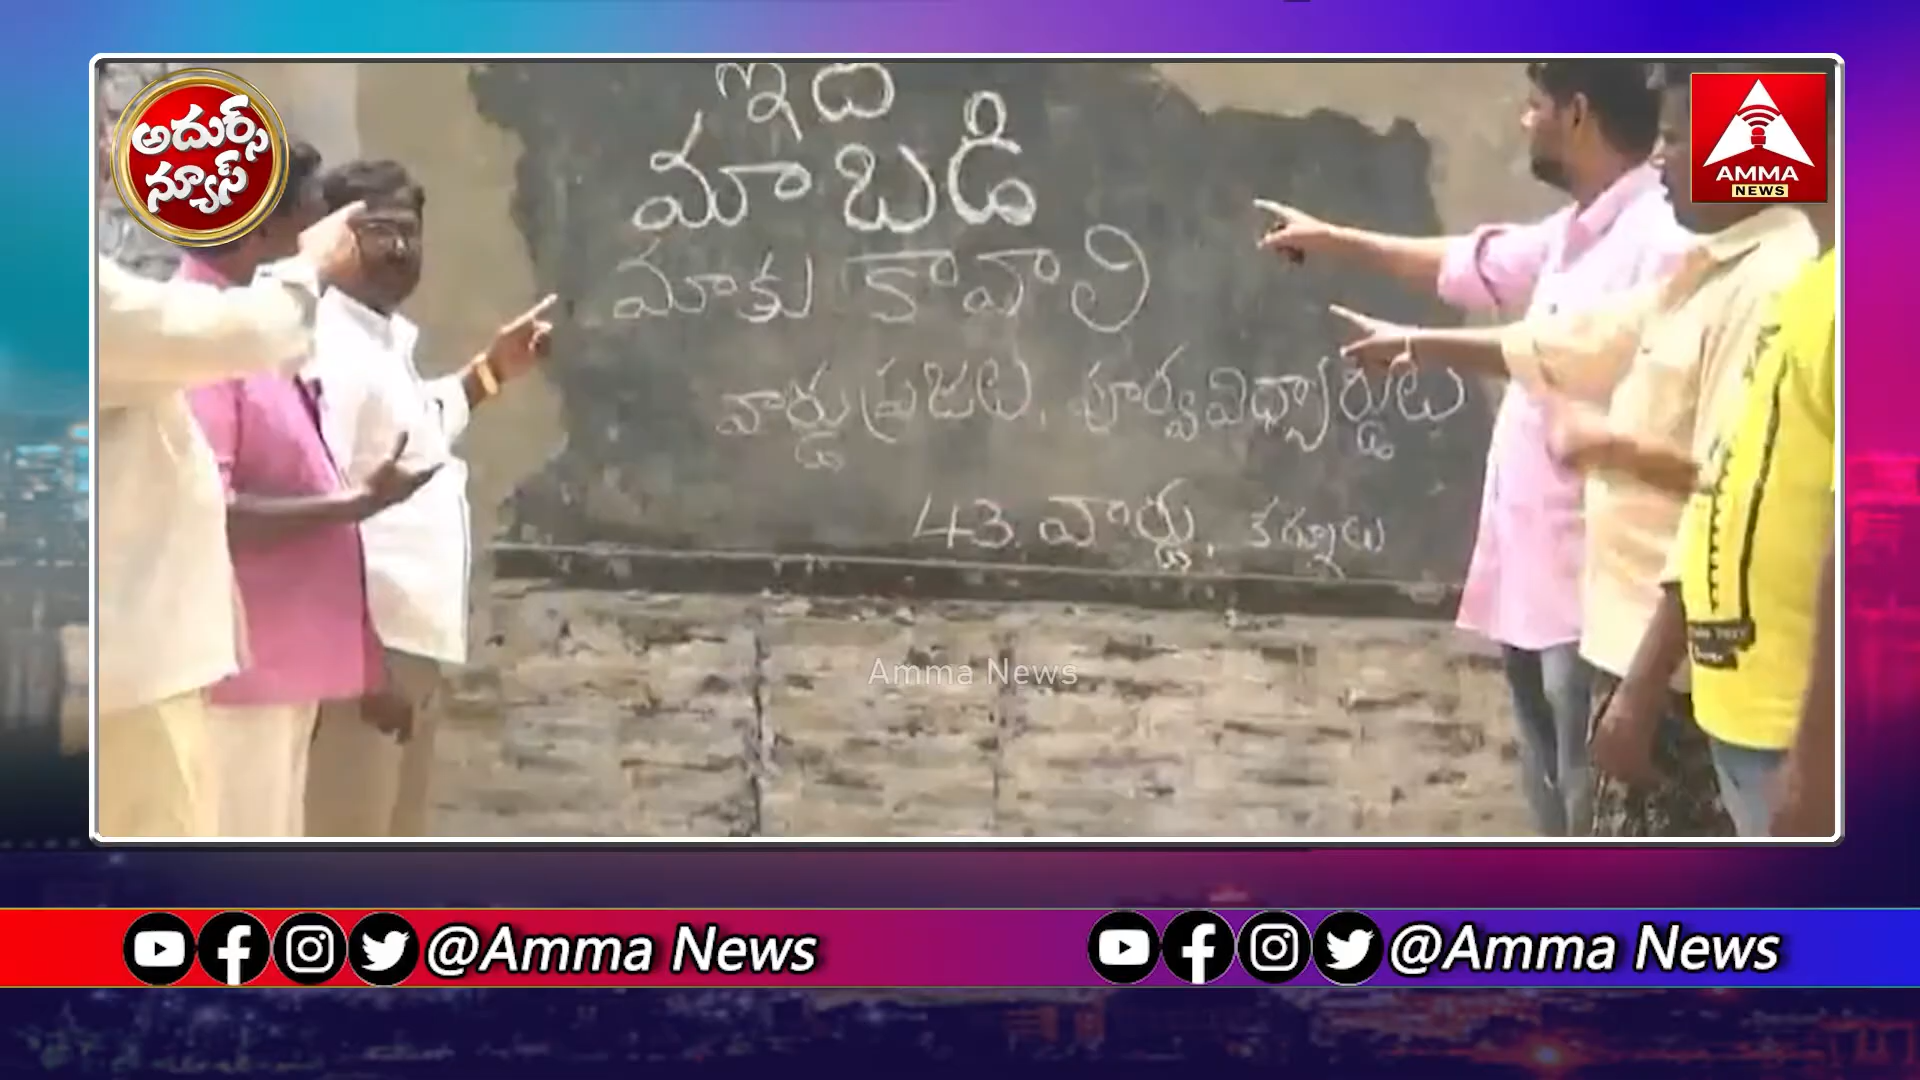 అదుర్స్
న్యూస్
AMMA
NEWS
ఇది
మా బడి
మాకు కావాలి
వార్డు ప్రజలు, పూర్వ విద్యార్థులు
43. వార్డు, కర్నూలు
Amma News
@Amma News
@Amma News